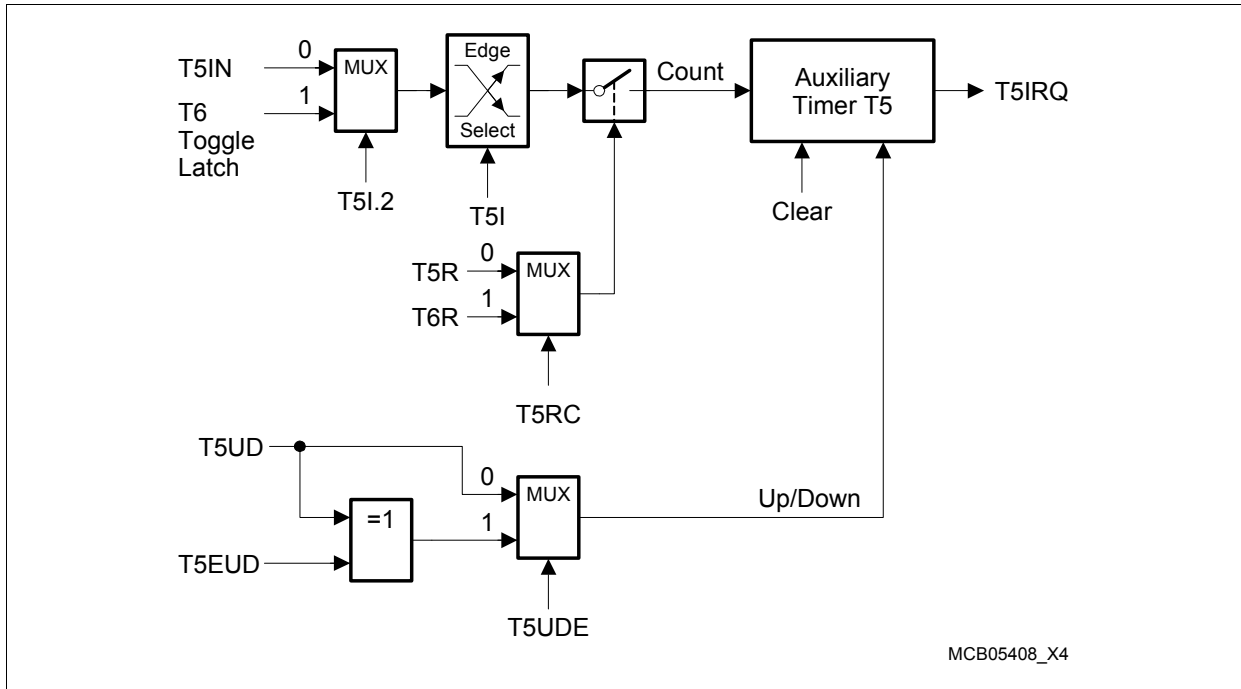 0
T5IN
1
T6
Toggle
Latch
MUX
T5I.2
Edge
Select
T5I
Count
Auxiliary
Timer T5
T5IRQ
Clear
0
T5R
1
T6R
MUX
T5RC
T5UD
0
MUX
=1
1
T5EUD
Up/Down
T5UDE
MCB05408_X4